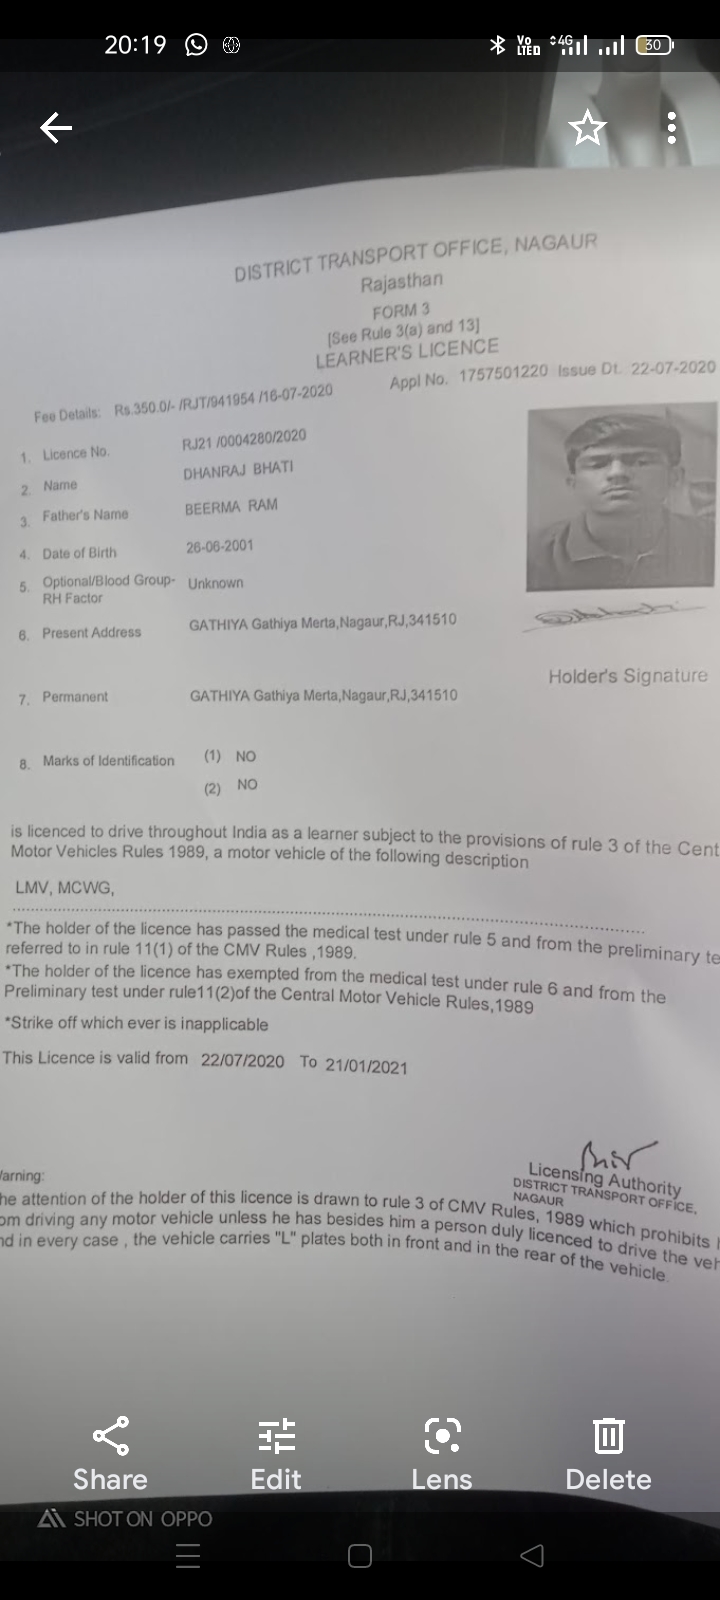 20:19 Vo LTED 4G 30
DISTRICT TRANSPORT OFFICE, NAGAUR
Rajasthan
FORM 3
[See Rule 3(a) and 13]
LEARNER'S LICENCE
Appl No. 1757501220 Issue Dt. 22-07-2020
Fee Details: Rs.350.0/- /RJT/941954 /16-07-2020
1. Licence No. RJ21 /0004280/2020
2. Name DHANRAJ BHATI
3. Father's Name BEERMA RAM
4. Date of Birth 26-06-2001
5. Optional/Blood Group- Unknown
RH Factor
6. Present Address GATHIYA Gathiya Merta,Nagaur,RJ,341510
Holder's Signature
7. Permanent GATHIYA Gathiya Merta,Nagaur,RJ,341510
8. Marks of Identification (1) NO
(2) NO
is licenced to drive throughout India as a learner subject to the provisions of rule 3 of the Cent
Motor Vehicles Rules 1989, a motor vehicle of the following description
LMV, MCWG,
*The holder of the licence has passed the medical test under rule 5 and from the preliminary te
referred to in rule 11(1) of the CMV Rules ,1989.
*The holder of the licence has exempted from the medical test under rule 6 and from the
Preliminary test under rule11(2)of the Central Motor Vehicle Rules,1989
*Strike off which ever is inapplicable
This Licence is valid from 22/07/2020 To 21/01/2021
Licensing Authority
DISTRICT TRANSPORT OFFICE,
NAGAUR
arning:
he attention of the holder of this licence is drawn to rule 3 of CMV Rules, 1989 which prohibits
om driving any motor vehicle unless he has besides him a person duly licenced to drive the veh
nd in every case , the vehicle carries "L" plates both in front and in the rear of the vehicle.
Share Edit Lens Delete
SHOT ON OPPO